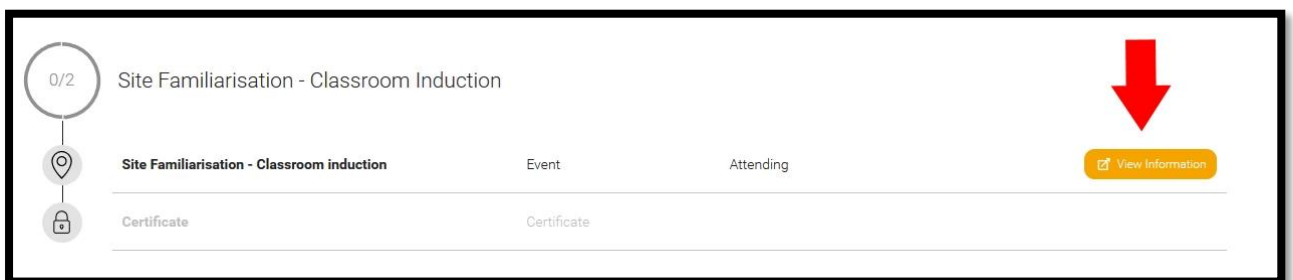 0/2 Site Familiarisation - Classroom Induction
Site Familiarisation - Classroom induction Event Attending View Information
Certificate Certificate